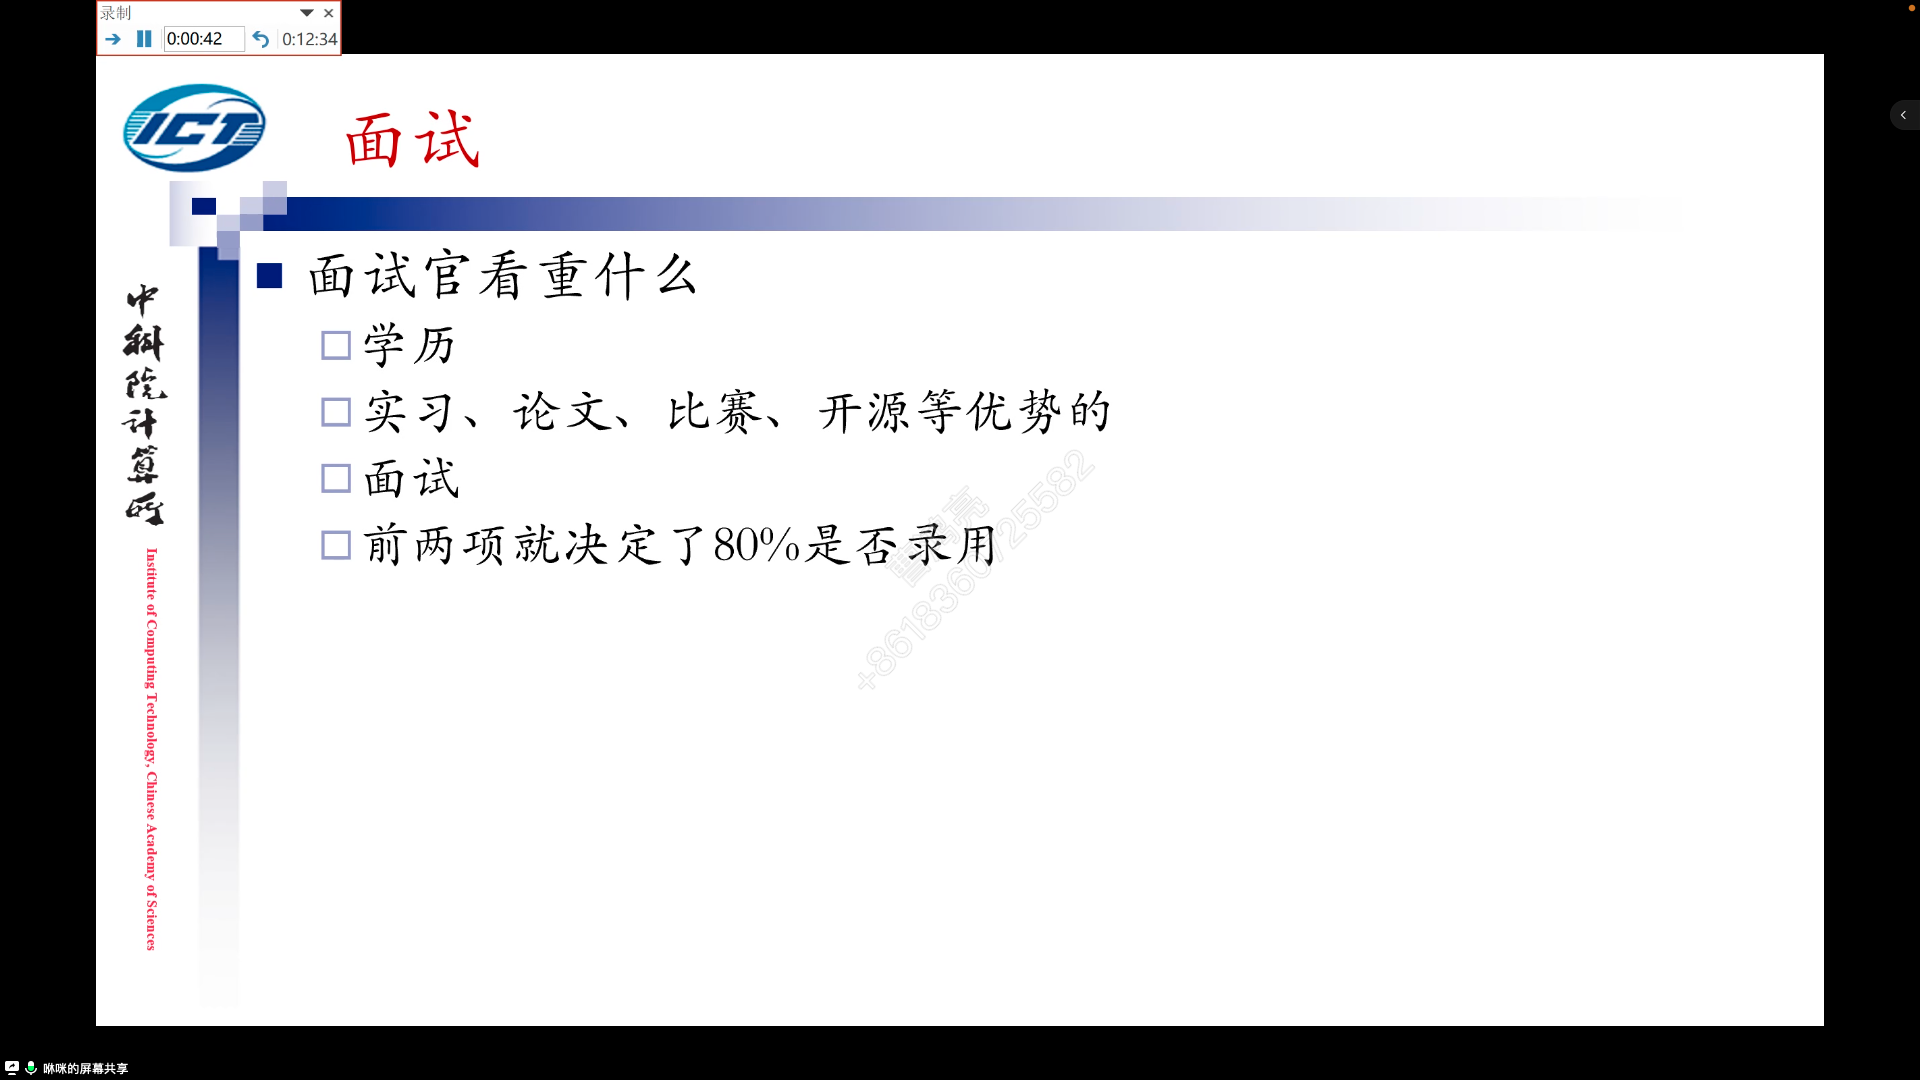 录制
0:00:42
0:12:34
ICT
面试
面试官看重什么
学历
实习、论文、比赛、开源等优势的
面试
前两项就决定了80%是否录用
中科院计算所
Institute of Computing Technology, Chinese Academy of Sciences
+8618360725582
咻咪的屏幕共享